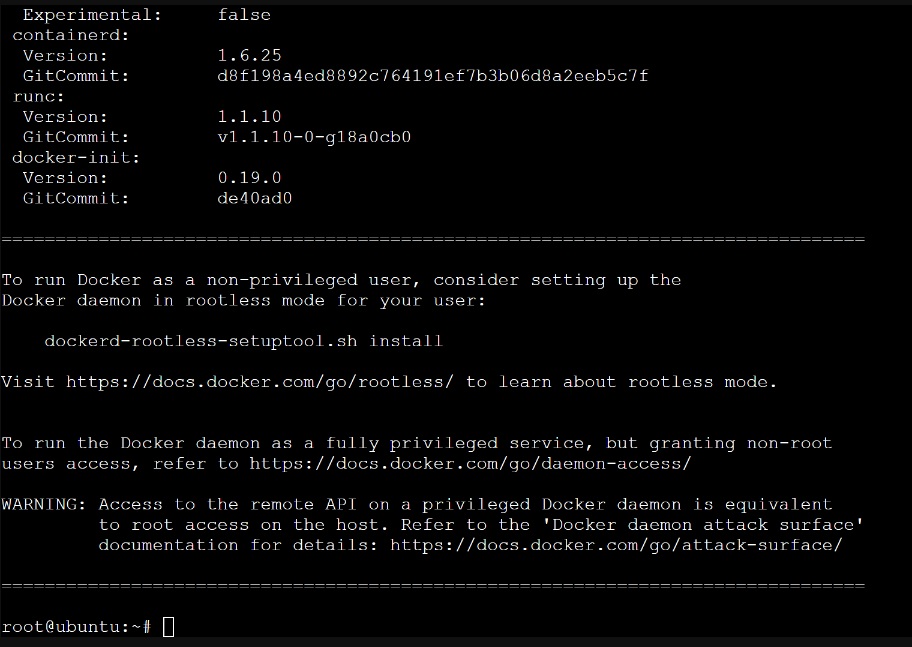 Experimental: false
containerd:
Version: 1.6.25
GitCommit: d8f198a4ed8892c764191ef7b3b06d8a2eeb5c7f
runc:
Version: 1.1.10
GitCommit: v1.1.10-0-g18a0cb0
docker-init:
Version: 0.19.0
GitCommit: de40ad0
================================================================================
To run Docker as a non-privileged user, consider setting up the
Docker daemon in rootless mode for your user:
dockerd-rootless-setuptool.sh install
Visit https://docs.docker.com/go/rootless/ to learn about rootless mode.
To run the Docker daemon as a fully privileged service, but granting non-root
users access, refer to https://docs.docker.com/go/daemon-access/
WARNING: Access to the remote API on a privileged Docker daemon is equivalent
to root access on the host. Refer to the 'Docker daemon attack surface'
documentation for details: https://docs.docker.com/go/attack-surface/
================================================================================
root@ubuntu:~#